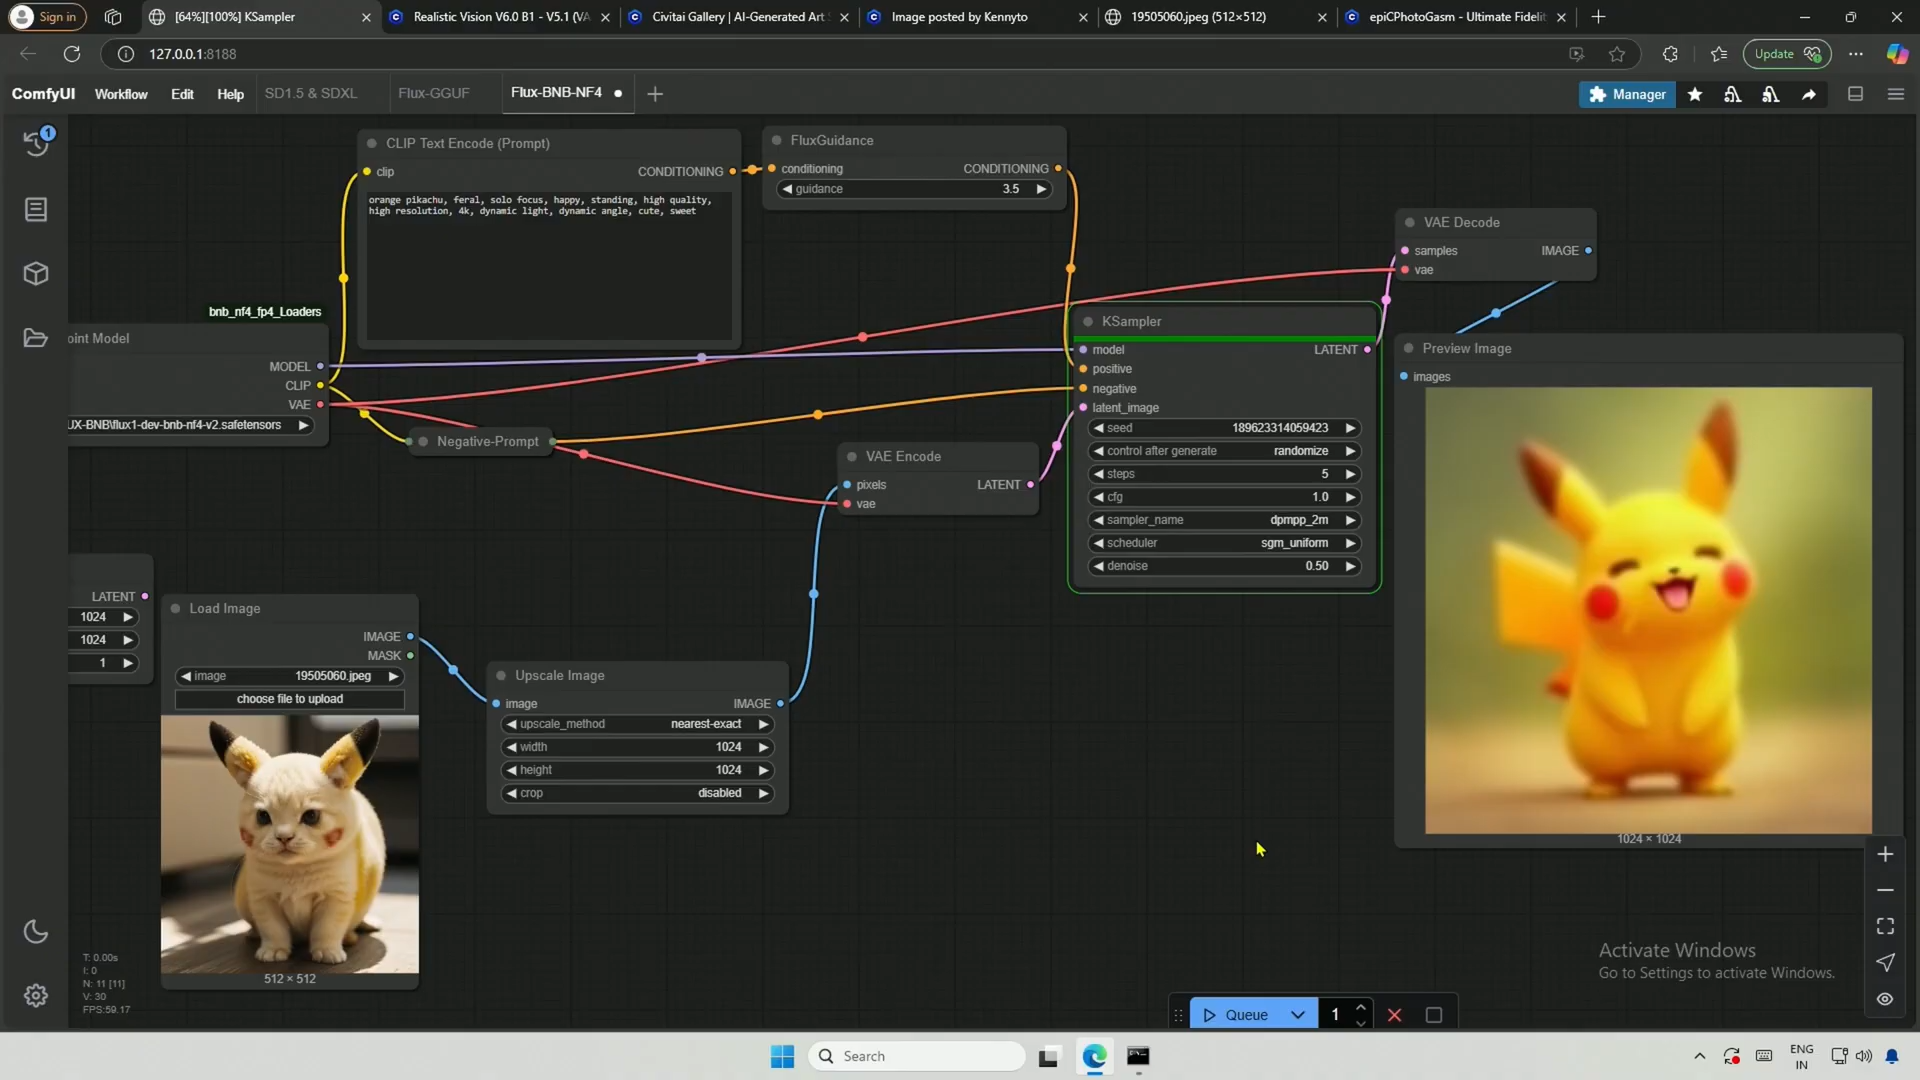 Sign in
[64%][100%] KSampler
Realistic Vision V6.0 B1 - V5.1 (VA
Civitai Gallery | AI-Generated Art
Image posted by Kennyto
19505060.jpeg (512×512)
epiCPhotoGasm - Ultimate Fidelit
127.0.0.1:8188
Update
ComfyUI
Workflow
Edit
Help
SD1.5 & SDXL
Flux-GGUF
Flux-BNB-NF4
Manager
1
CLIP Text Encode (Prompt)
clip
CONDITIONING
orange pikachu, feral, solo focus, happy, standing, high quality,
high resolution, 4k, dynamic light, dynamic angle, cute, sweet
FluxGuidance
conditioning
CONDITIONING
guidance 3.5
VAE Decode
samples
IMAGE
vae
bnb_nf4_fp4_Loaders
oint Model
MODEL
CLIP
VAE
UX-BNB\flux1-dev-bnb-nf4-v2.safetensors
Negative-Prompt
KSampler
model
LATENT
positive
negative
latent_image
seed 189623314059423
control after generate randomize
steps 5
cfg 1.0
sampler_name dpmpp_2m
scheduler sgm_uniform
denoise 0.50
Preview Image
images
1024 × 1024
VAE Encode
pixels
LATENT
vae
LATENT
1024
1024
1
Load Image
IMAGE
MASK
image 19505060.jpeg
choose file to upload
512 × 512
Upscale Image
image
IMAGE
upscale_method nearest-exact
width 1024
height 1024
crop disabled
T: 0.00s
I: 0
N: 11 [11]
V: 30
FPS:59.17
Activate Windows
Go to Settings to activate Windows.
Queue
1
Search
ENG
IN